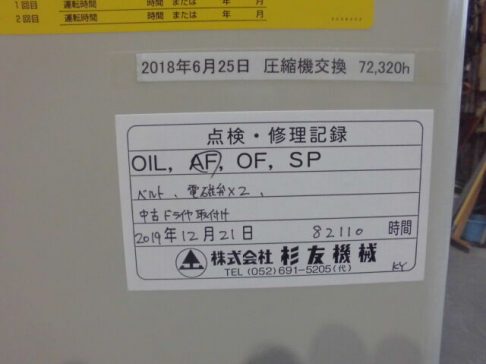 1回目 運転時間 時間 または 年 月
2回目 運転時間 時間 または 年 月
2018年6月25日 圧縮機交換 72,320h
点検・修理記録
OIL, AF, OF, SP
ベルト、電磁弁×2、
中古ドライヤ取付け
2019年12月21日 82110 時間
株式会社 杉友機械
TEL (052)691-5205(代) KY